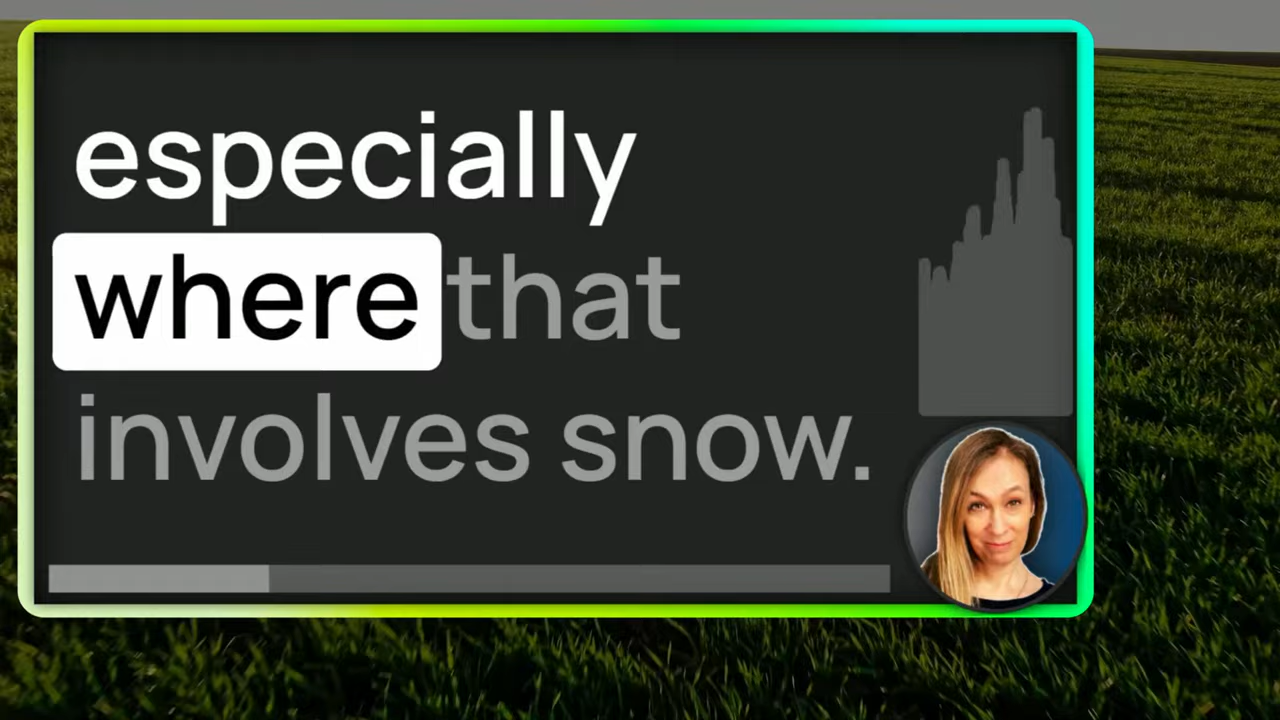 especially
where that
involves snow.